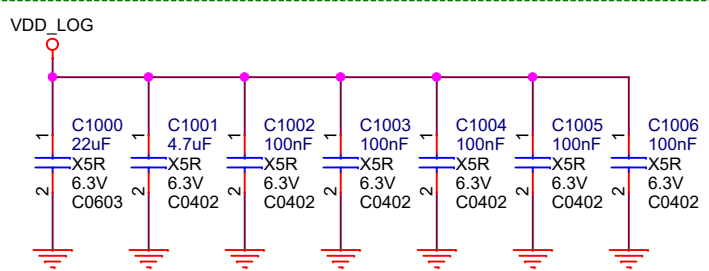 VDD_LOG
1
2
C1000
22uF
X5R
6.3V
C0603
1
2
C1001
4.7uF
X5R
6.3V
C0402
1
2
C1002
100nF
X5R
6.3V
C0402
1
2
C1003
100nF
X5R
6.3V
C0402
1
2
C1004
100nF
X5R
6.3V
C0402
1
2
C1005
100nF
X5R
6.3V
C0402
1
2
C1006
100nF
X5R
6.3V
C0402